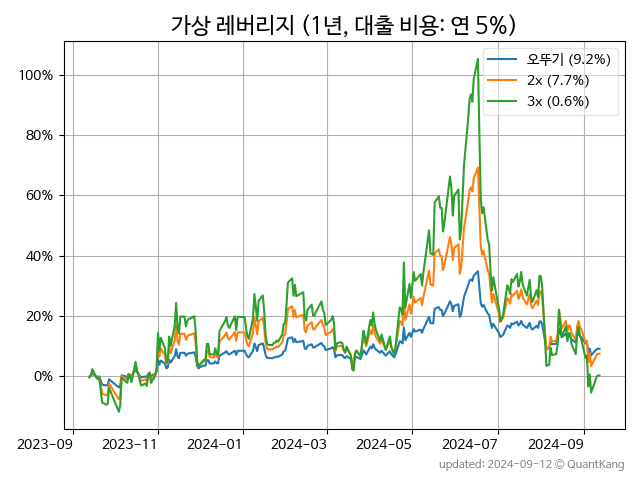 가상 레버리지 (1년, 대출 비용: 연 5%)
오뚜기 (9.2%)
2x (7.7%)
3x (0.6%)
100%
80%
60%
40%
20%
0%
2023-09 2023-11 2024-01 2024-03 2024-05 2024-07 2024-09
updated: 2024-09-12 © QuantKang